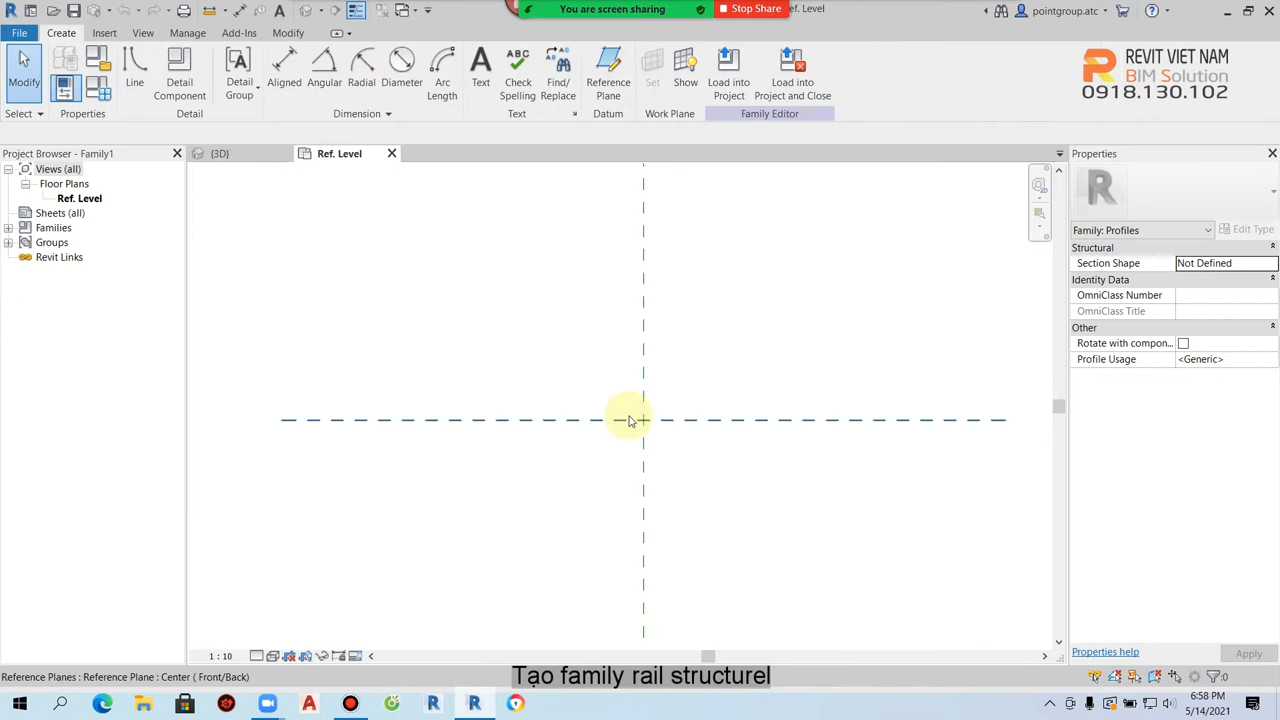 You are screen sharing
Stop Share
Ref. Level
pointgroup.atc
File
Create
Insert
View
Manage
Add-Ins
Modify
REVIT VIET NAM
BIM Solution
0918.130.102
Modify
Line
Detail Component
Detail Group
Aligned
Angular
Radial
Diameter
Arc Length
Text
Check Spelling
Find/ Replace
Reference Plane
Set
Show
Load into Project
Load into Project and Close
Select
Properties
Detail
Dimension
Text
Datum
Work Plane
Family Editor
Project Browser - Family1
{3D}
Ref. Level
Properties
Views (all)
Floor Plans
Ref. Level
Sheets (all)
Families
Groups
Revit Links
Family: Profiles
Edit Type
Structural
Section Shape
Not Defined
Identity Data
OmniClass Number
OmniClass Title
Other
Rotate with compon...
Profile Usage
<Generic>
1 : 10
Properties help
Apply
Reference Planes : Reference Plane : Center ( Front/Back)
Tạo family rail structurel
:0
6:58 PM
5/14/2021